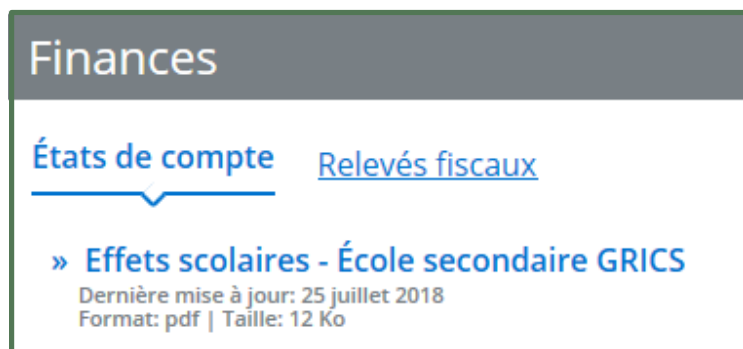 Finances
États de compte Relevés fiscaux
» Effets scolaires - École secondaire GRICS
Dernière mise à jour: 25 juillet 2018
Format: pdf | Taille: 12 Ko